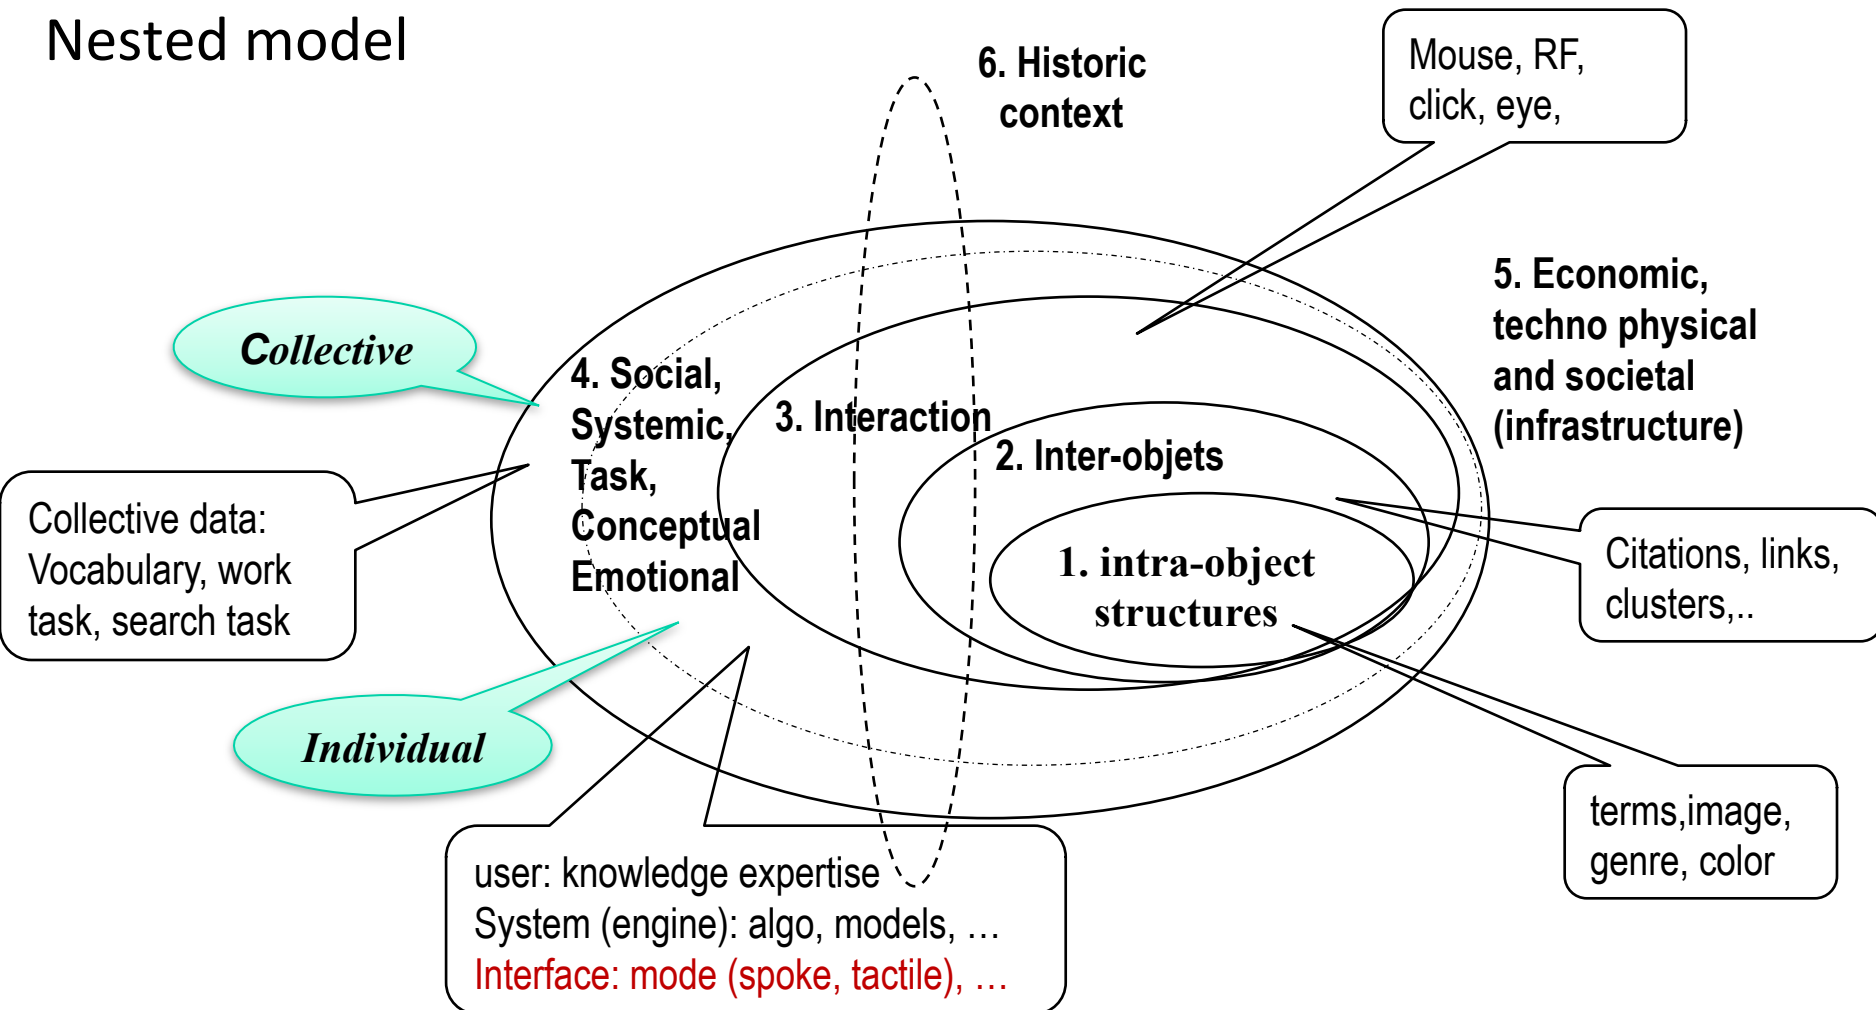 Nested model
6. Historic
context
Mouse, RF,
click, eye,
5. Economic,
techno physical
and societal
(infrastructure)
Collective
4. Social,
Systemic,
Task,
Conceptual
Emotional
3. Interaction
2. Inter-objets
1. intra-object
structures
Collective data:
Vocabulary, work
task, search task
Citations, links,
clusters,..
Individual
terms,image,
genre, color
user: knowledge expertise
System (engine): algo, models, …
Interface: mode (spoke, tactile), …